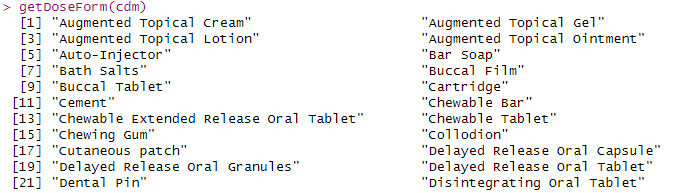 > getDoseForm(cdm)
[1] "Augmented Topical Cream" "Augmented Topical Gel"
[3] "Augmented Topical Lotion" "Augmented Topical Ointment"
[5] "Auto-Injector" "Bar Soap"
[7] "Bath Salts" "Buccal Film"
[9] "Buccal Tablet" "Cartridge"
[11] "Cement" "Chewable Bar"
[13] "Chewable Extended Release Oral Tablet" "Chewable Tablet"
[15] "Chewing Gum" "Collodion"
[17] "Cutaneous patch" "Delayed Release Oral Capsule"
[19] "Delayed Release Oral Granules" "Delayed Release Oral Tablet"
[21] "Dental Pin" "Disintegrating Oral Tablet"